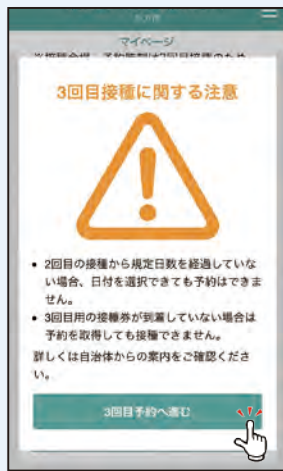 マイページ
3回目接種に関する注意
• 2回目の接種から規定日数を経過していな
い場合、日付を選択できても予約はできま
せん。
• 3回目用の接種券が到着していない場合は
予約を取得しても接種できません。
詳しくは自治体からの案内をご確認くださ
い。
3回目予約へ進む